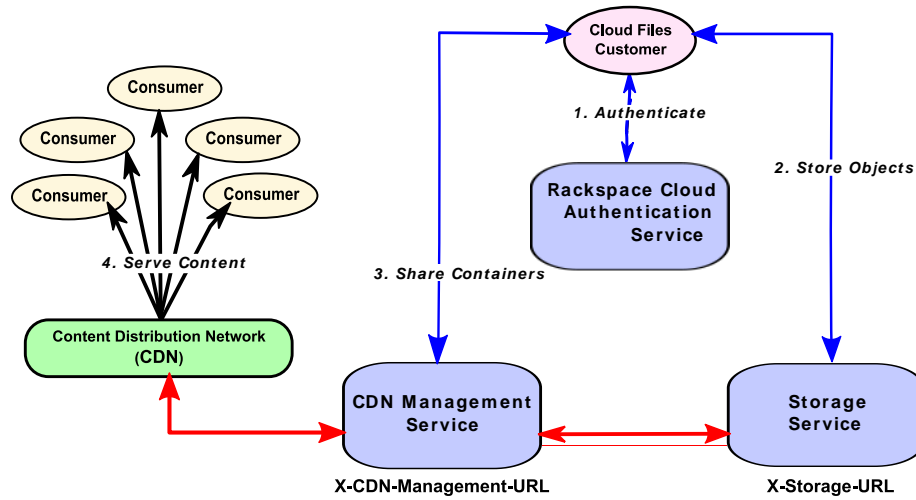 Cloud Files
Customer
Consumer
Consumer
Consumer
Consumer
Consumer
1. Authenticate
2. Store Objects
Rackspace Cloud
Authentication
Service
4. Serve Content
3. Share Containers
Content Distribution Network
(CDN)
CDN Management
Service
Storage
Service
X-CDN-Management-URL
X-Storage-URL